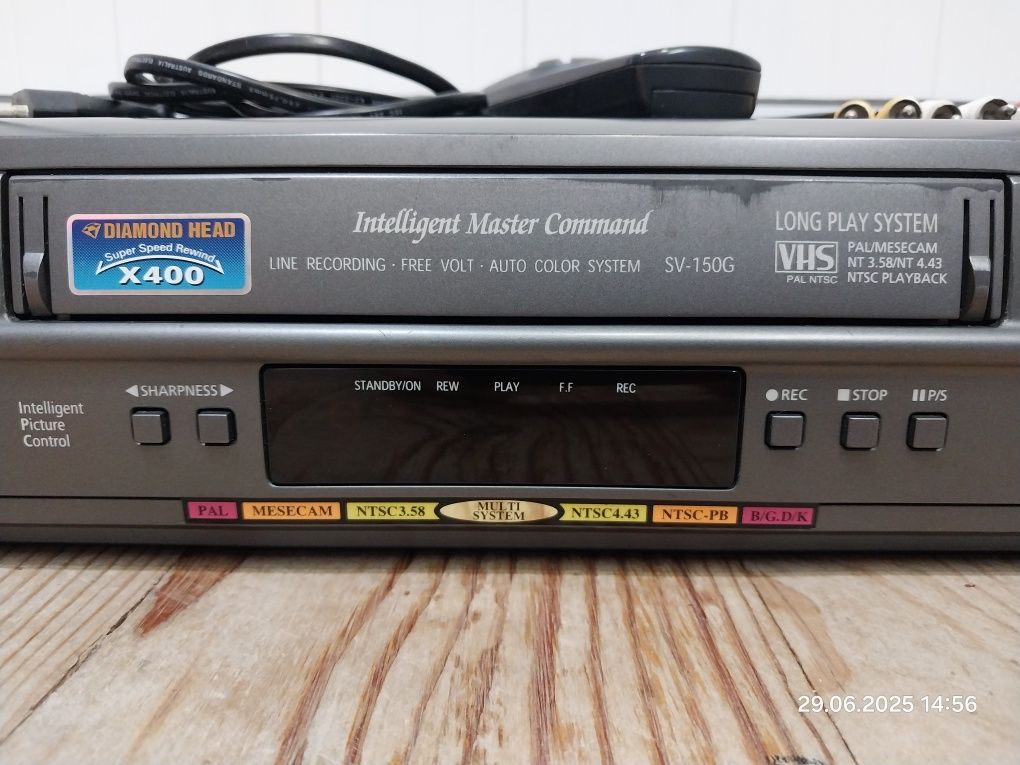 STANDARDS AUSTRALIA
DIAMOND HEAD
Super Speed Rewind
X400
Intelligent Master Command
LINE RECORDING · FREE VOLT · AUTO COLOR SYSTEM SV-150G
LONG PLAY SYSTEM
VHS
PAL NTSC
PAL/MESECAM
NT 3.58/NT 4.43
NTSC PLAYBACK
Intelligent
Picture
Control
◀SHARPNESS▶
STANDBY/ON REW PLAY F.F REC
●REC ■STOP ❚❚P/S
PAL MESECAM NTSC3.58 MULTI
SYSTEM NTSC4.43 NTSC-PB B/G.D/K
29.06.2025 14:56